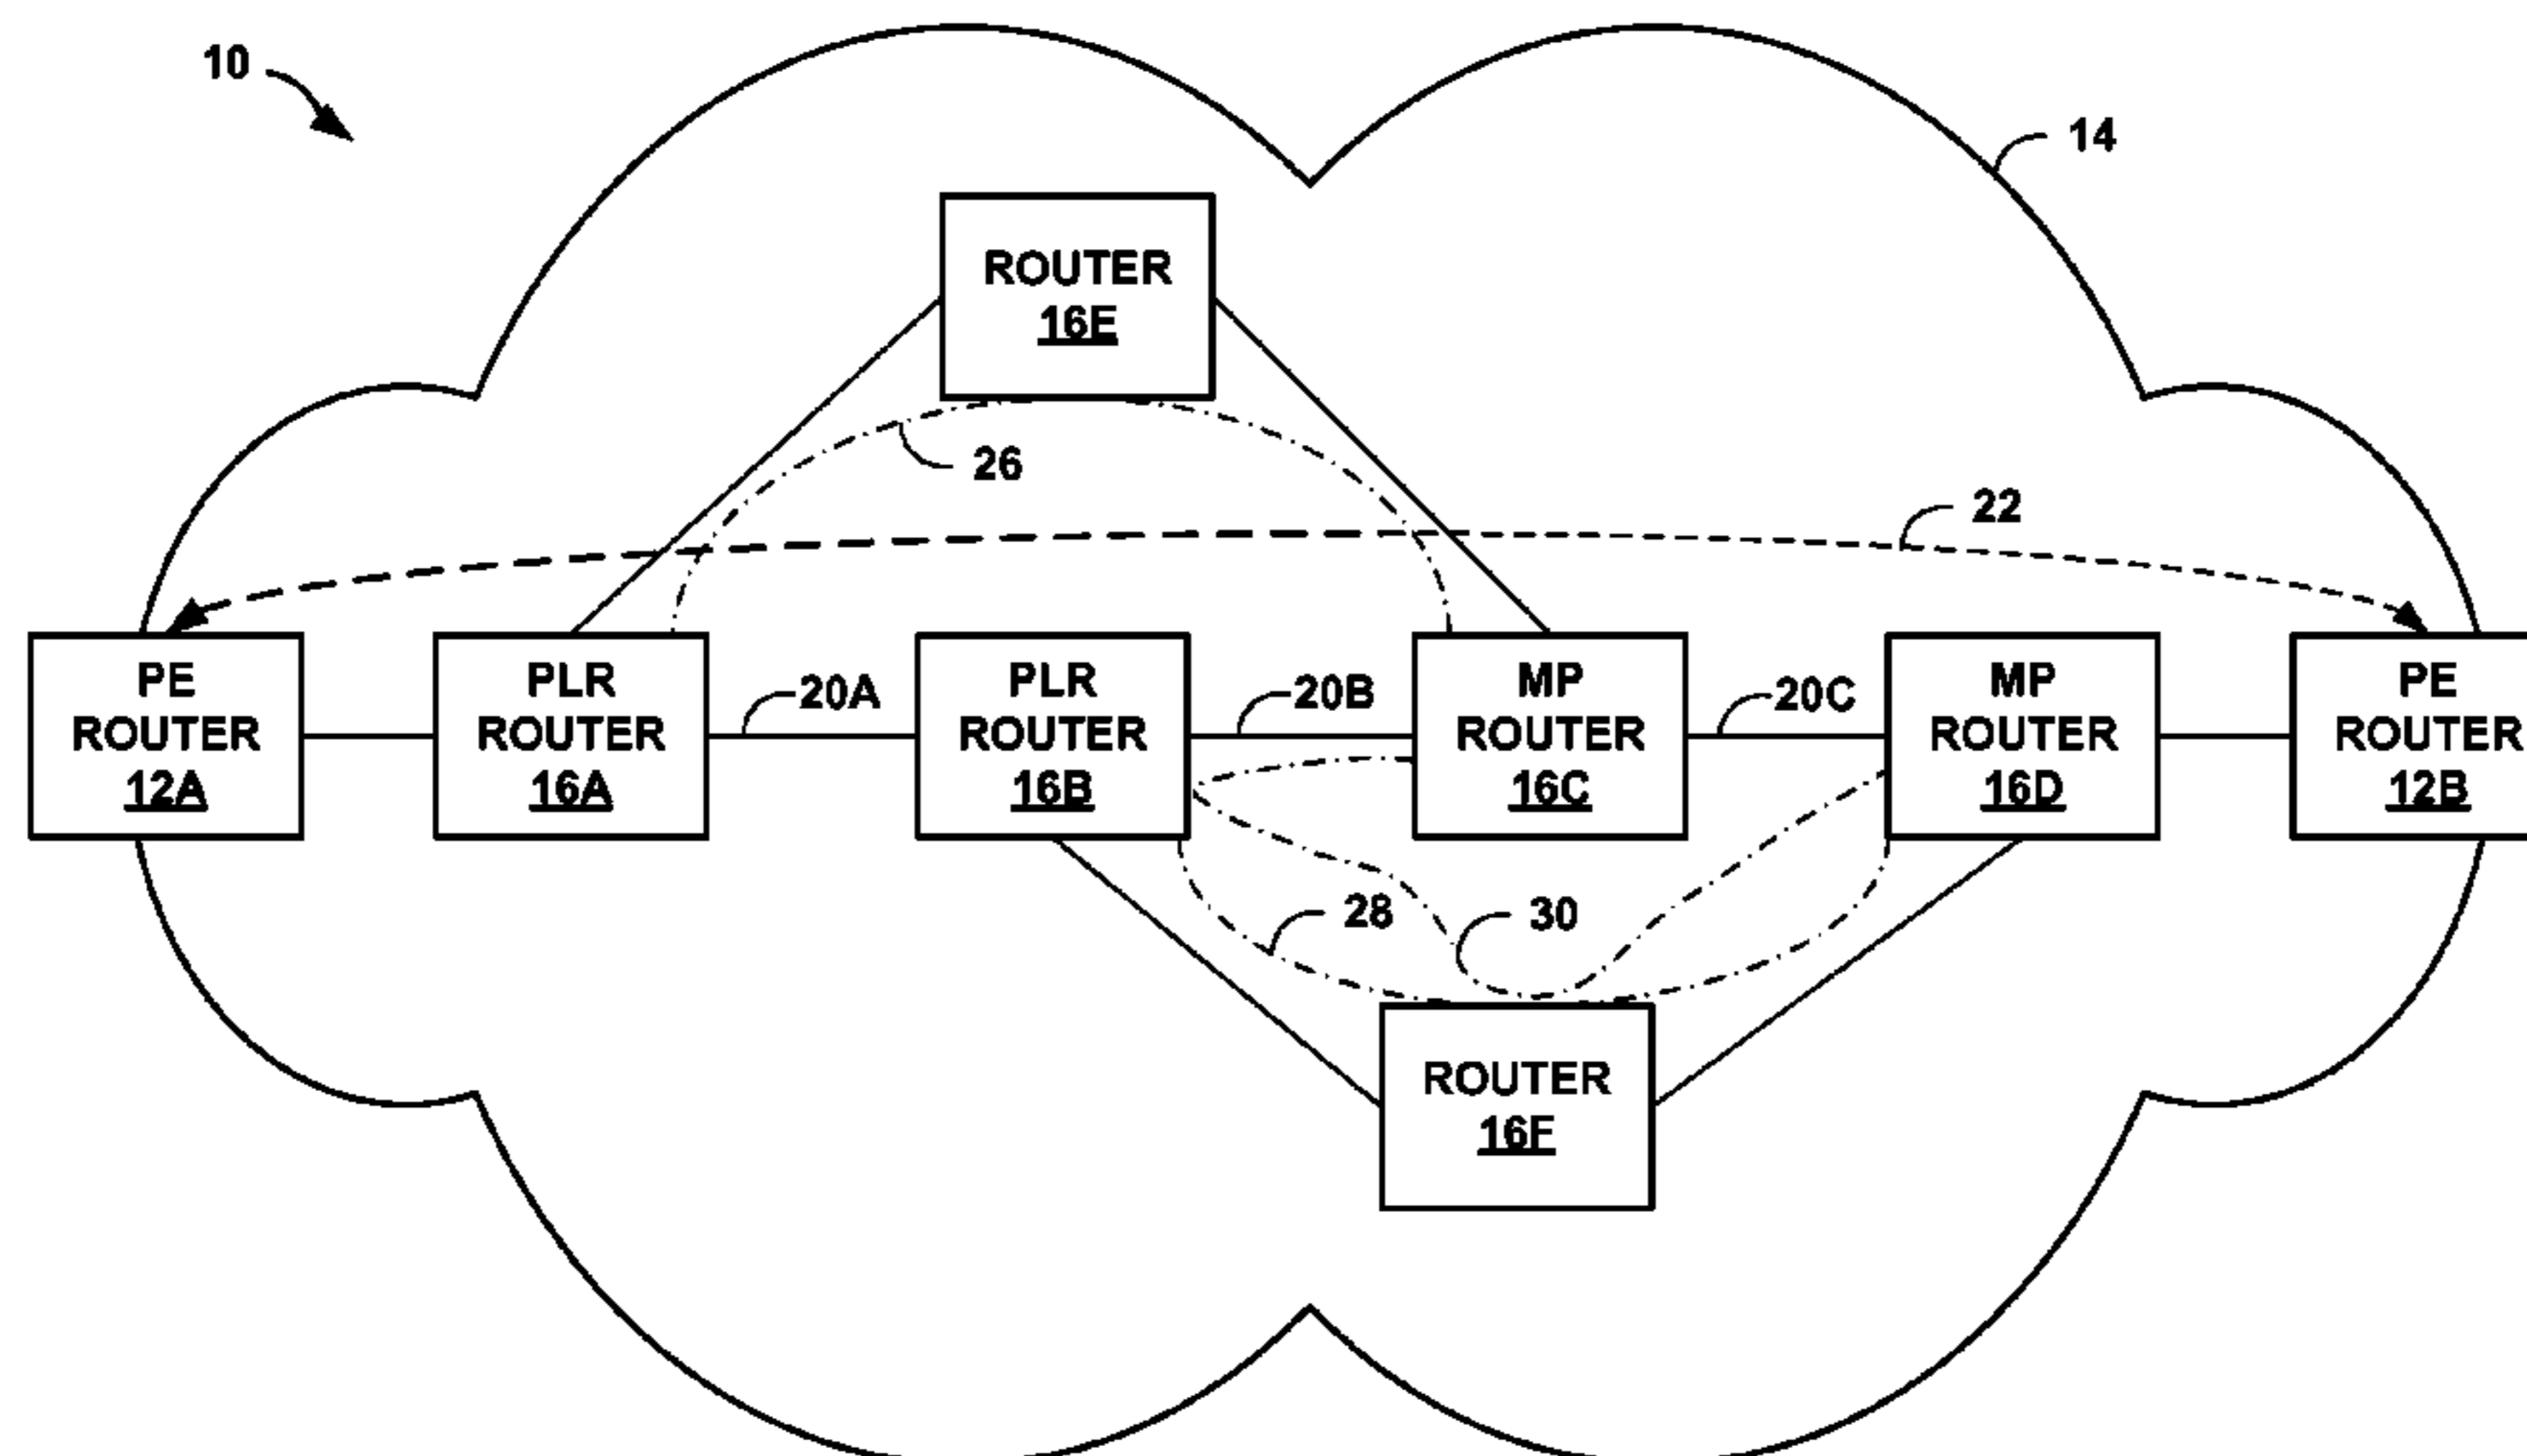 10
14
ROUTER
16E
26
22
PE
ROUTER
12A
PLR
ROUTER
16A
20A
PLR
ROUTER
16B
20B
MP
ROUTER
16C
20C
MP
ROUTER
16D
PE
ROUTER
12B
28
30
ROUTER
16F